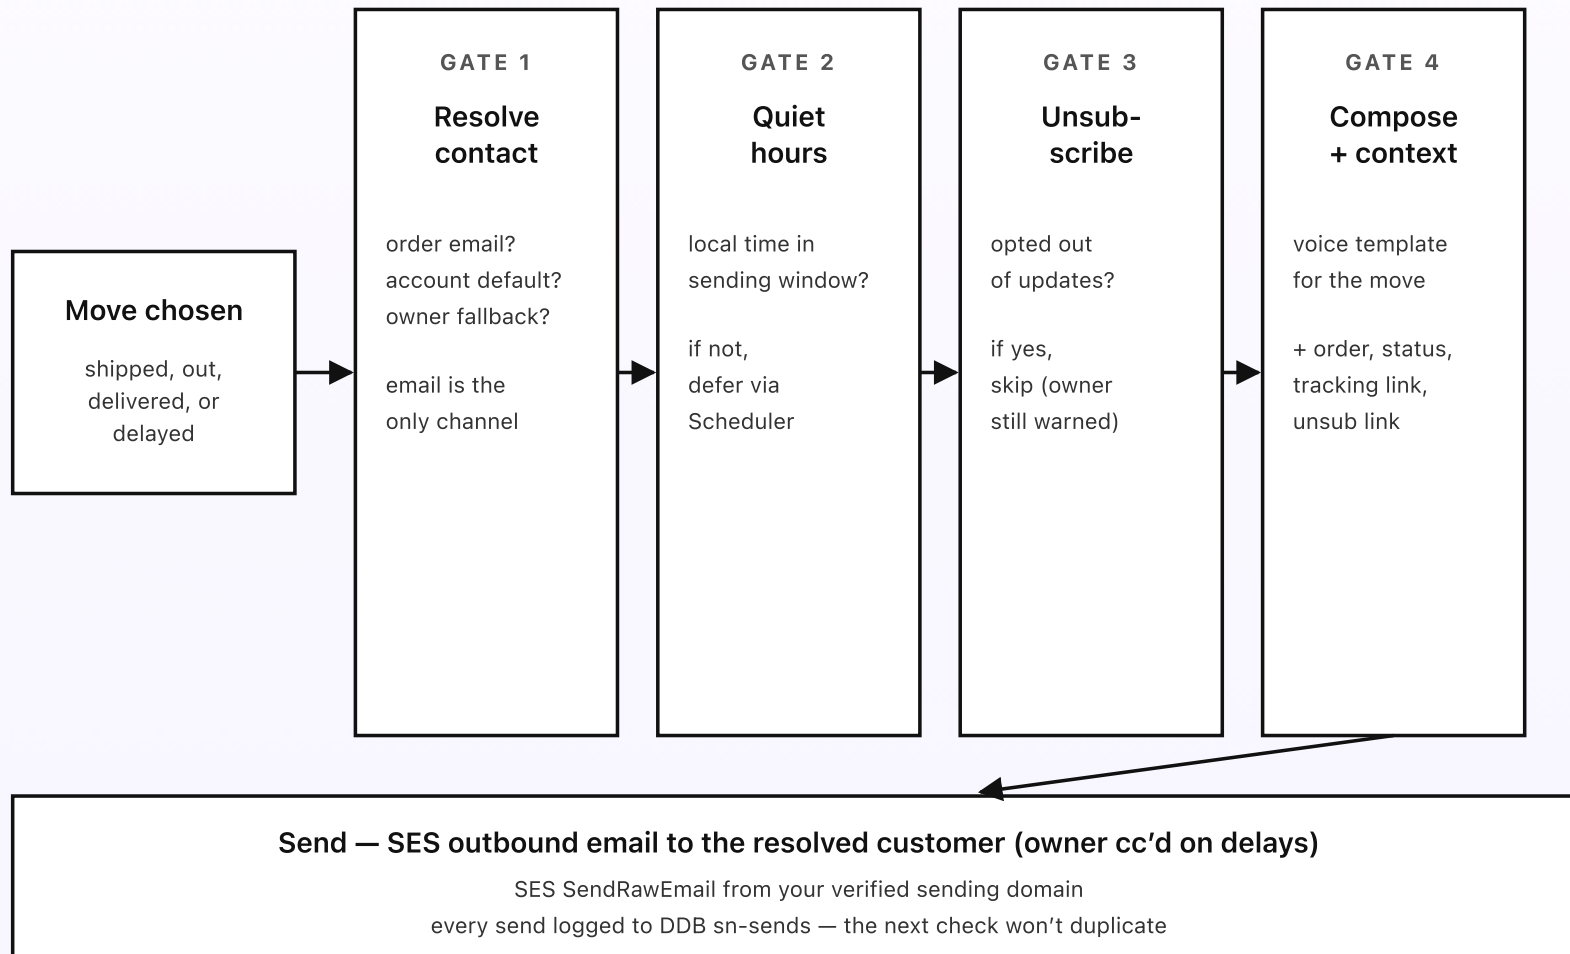 Move chosen
shipped, out,
delivered, or
delayed
GATE 1
Resolve
contact
order email?
account default?
owner fallback?
email is the
only channel
GATE 2
Quiet
hours
local time in
sending window?
if not,
defer via
Scheduler
GATE 3
Unsub-
scribe
opted out
of updates?
if yes,
skip (owner
still warned)
GATE 4
Compose
+ context
voice template
for the move
+ order, status,
tracking link,
unsub link
Send — SES outbound email to the resolved customer (owner cc’d on delays)
SES SendRawEmail from your verified sending domain
every send logged to DDB sn-sends — the next check won’t duplicate